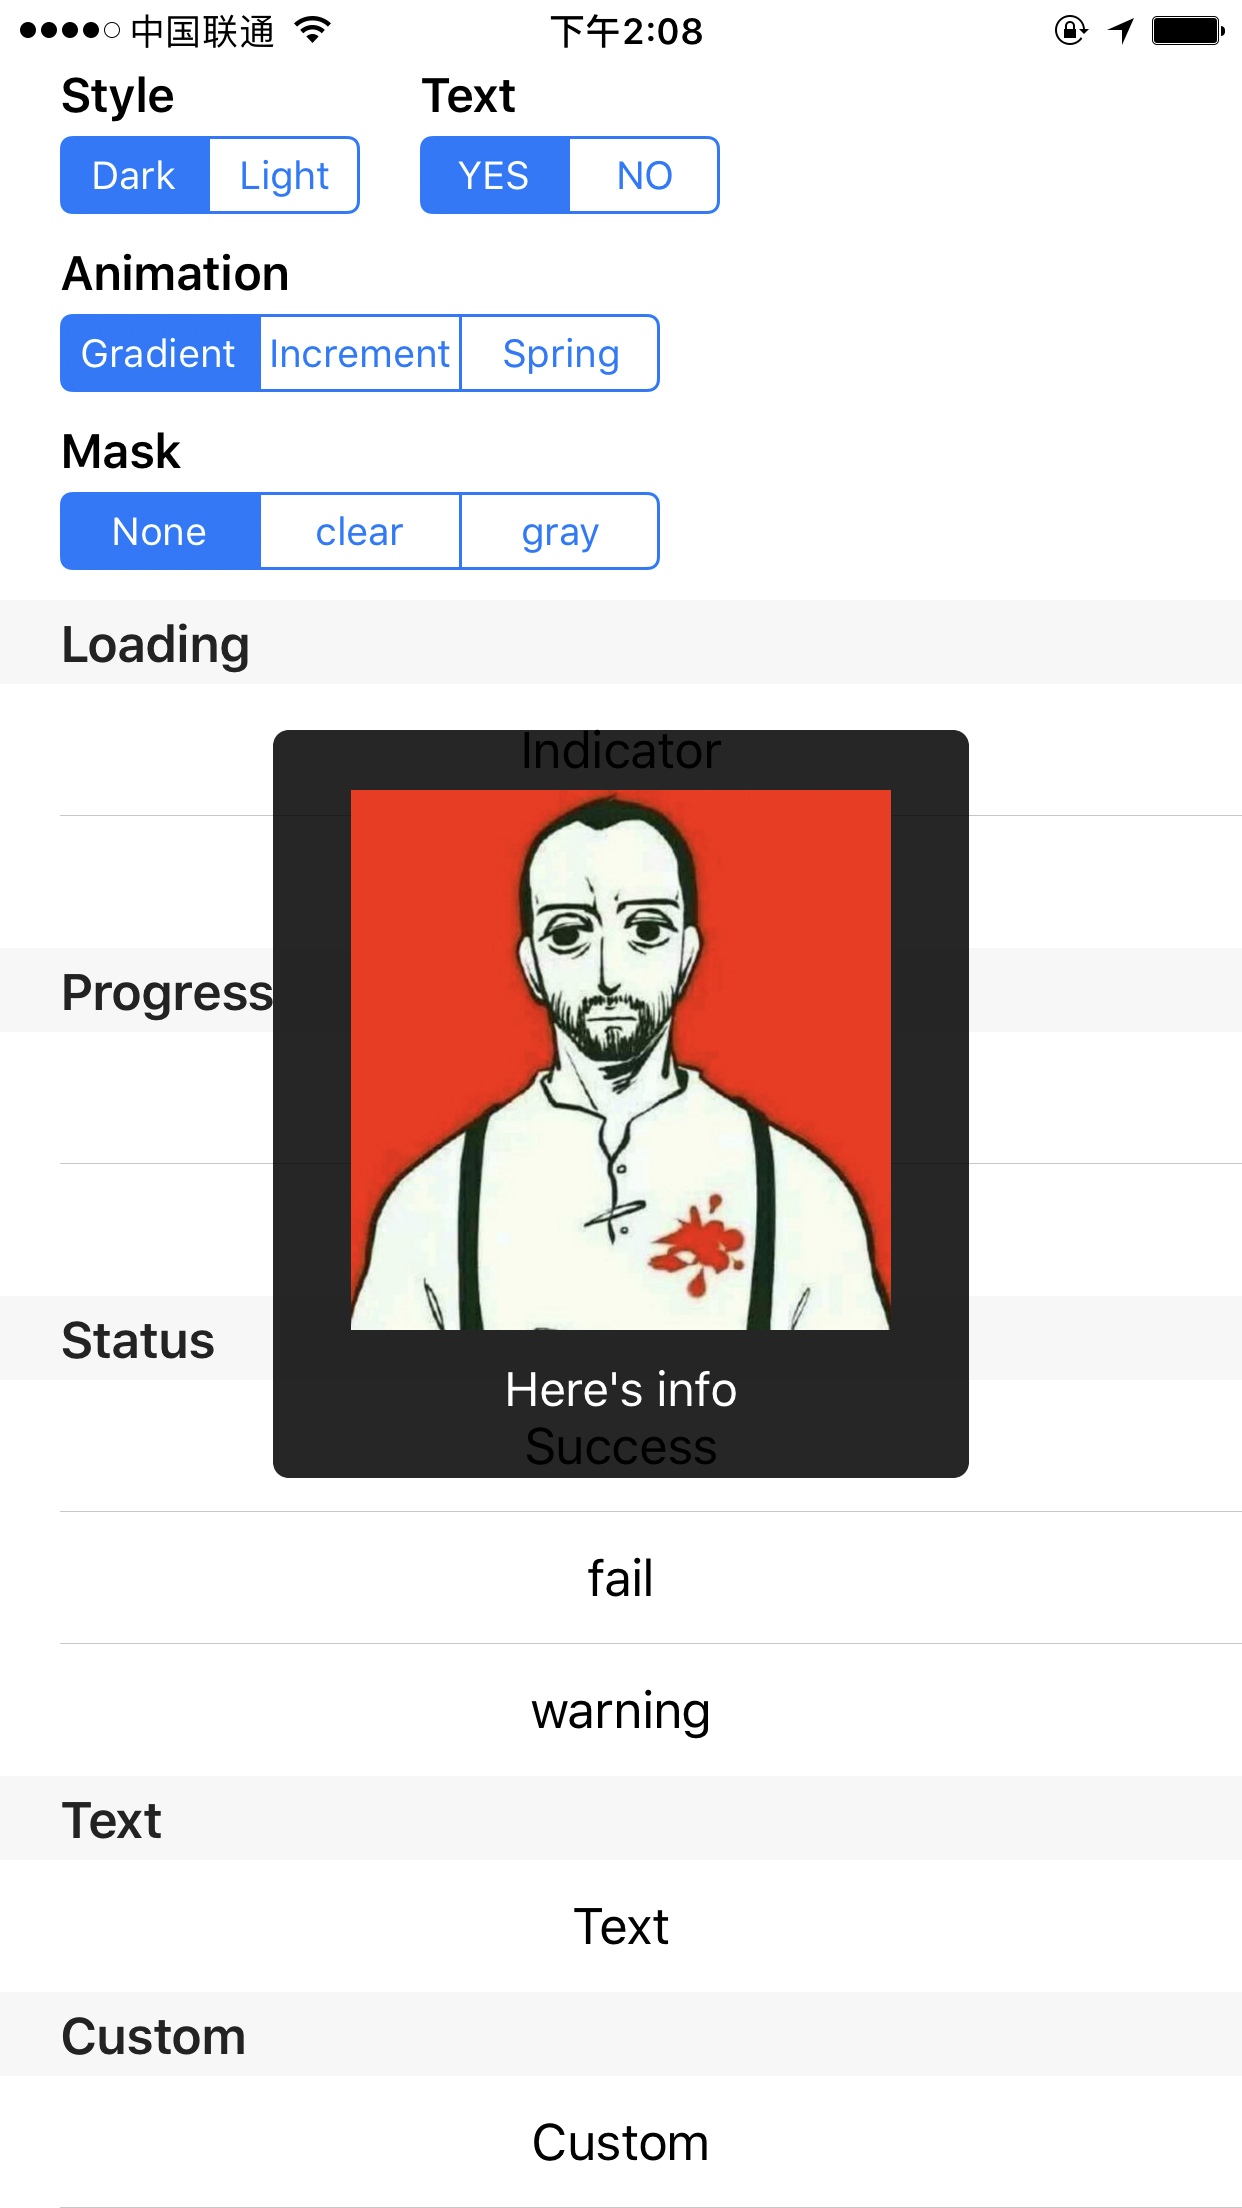 中国联通 下午2:08
Style Text
Dark Light YES NO
Animation
Gradient Increment Spring
Mask
None clear gray
Loading
Indicator
Progress
Status
Here's info
Success
fail
warning
Text
Text
Custom
Custom